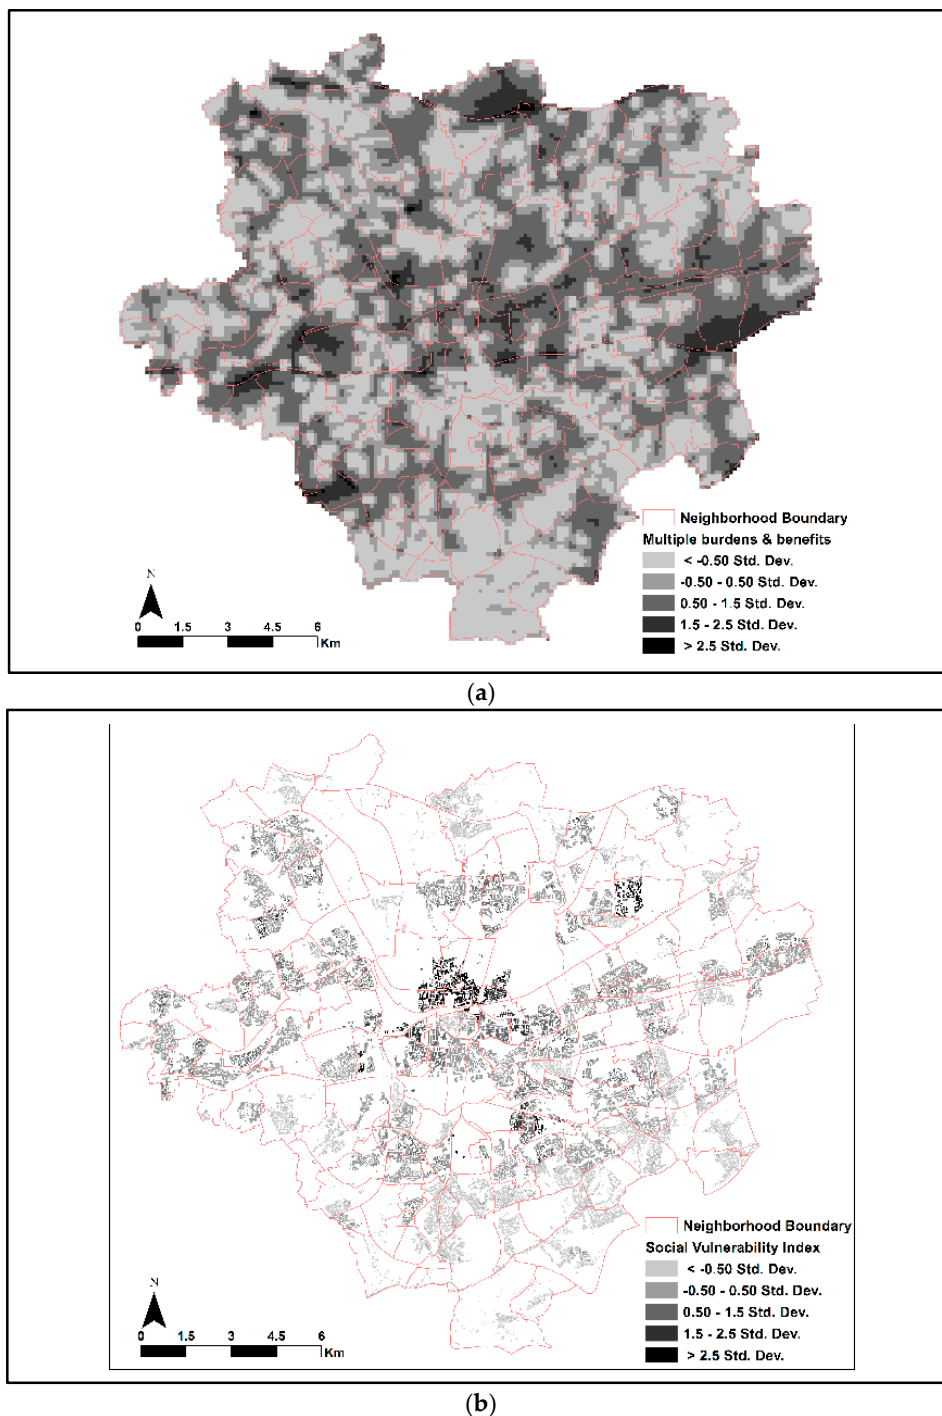 Neighborhood Boundary
Multiple burdens & benefits
< -0.50 Std. Dev.
-0.50 - 0.50 Std. Dev.
0.50 - 1.5 Std. Dev.
1.5 - 2.5 Std. Dev.
> 2.5 Std. Dev.
N
0 1.5 3 4.5 6
Km
(a)
Neighborhood Boundary
Social Vulnerability Index
< -0.50 Std. Dev.
-0.50 - 0.50 Std. Dev.
0.50 - 1.5 Std. Dev.
1.5 - 2.5 Std. Dev.
> 2.5 Std. Dev.
N
0 1.5 3 4.5 6
Km
(b)